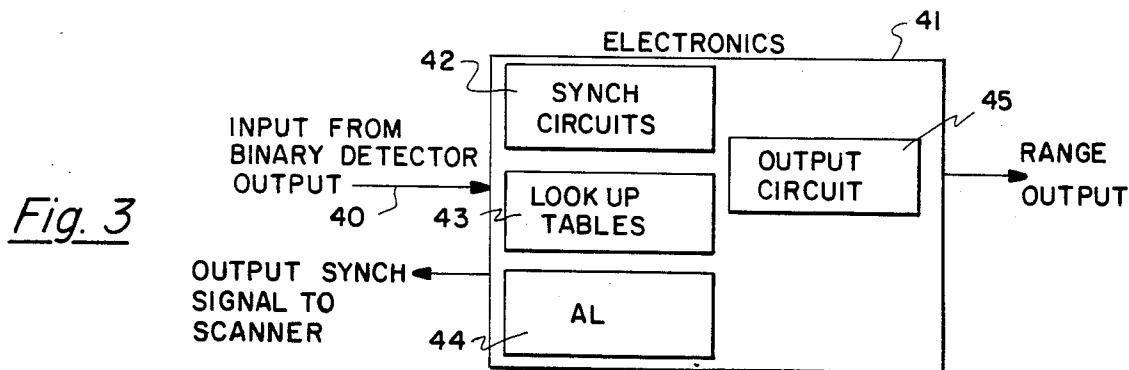 ELECTRONICS
41
42
SYNCH
CIRCUITS
45
INPUT FROM
BINARY DETECTOR
OUTPUT
40
OUTPUT
CIRCUIT
RANGE
OUTPUT
43
LOOK UP
TABLES
Fig. 3
OUTPUT SYNCH
SIGNAL TO
SCANNER
44
AL